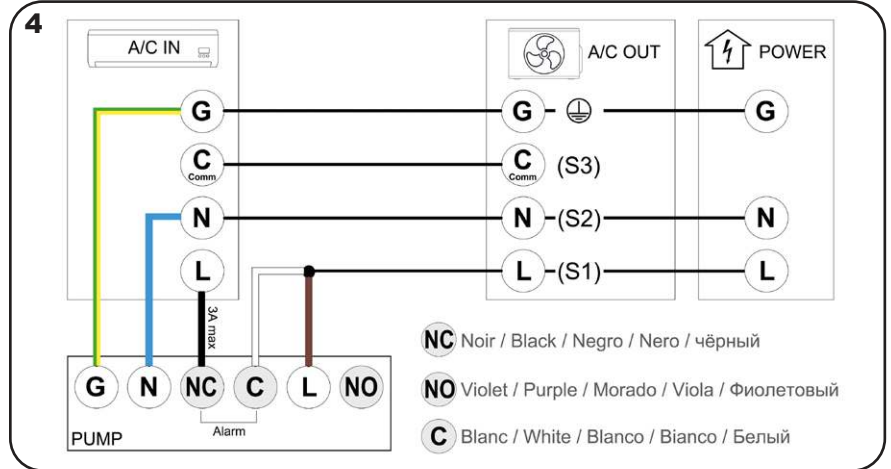 4
A/C IN
A/C OUT
POWER
G G G
C Comm C Comm (S3)
N N (S2) N
L L (S1) L
3A max
G N NC C L NO
Alarm
PUMP
NC Noir / Black / Negro / Nero / чёрный
NO Violet / Purple / Morado / Viola / Фиолетовый
C Blanc / White / Blanco / Bianco / Белый